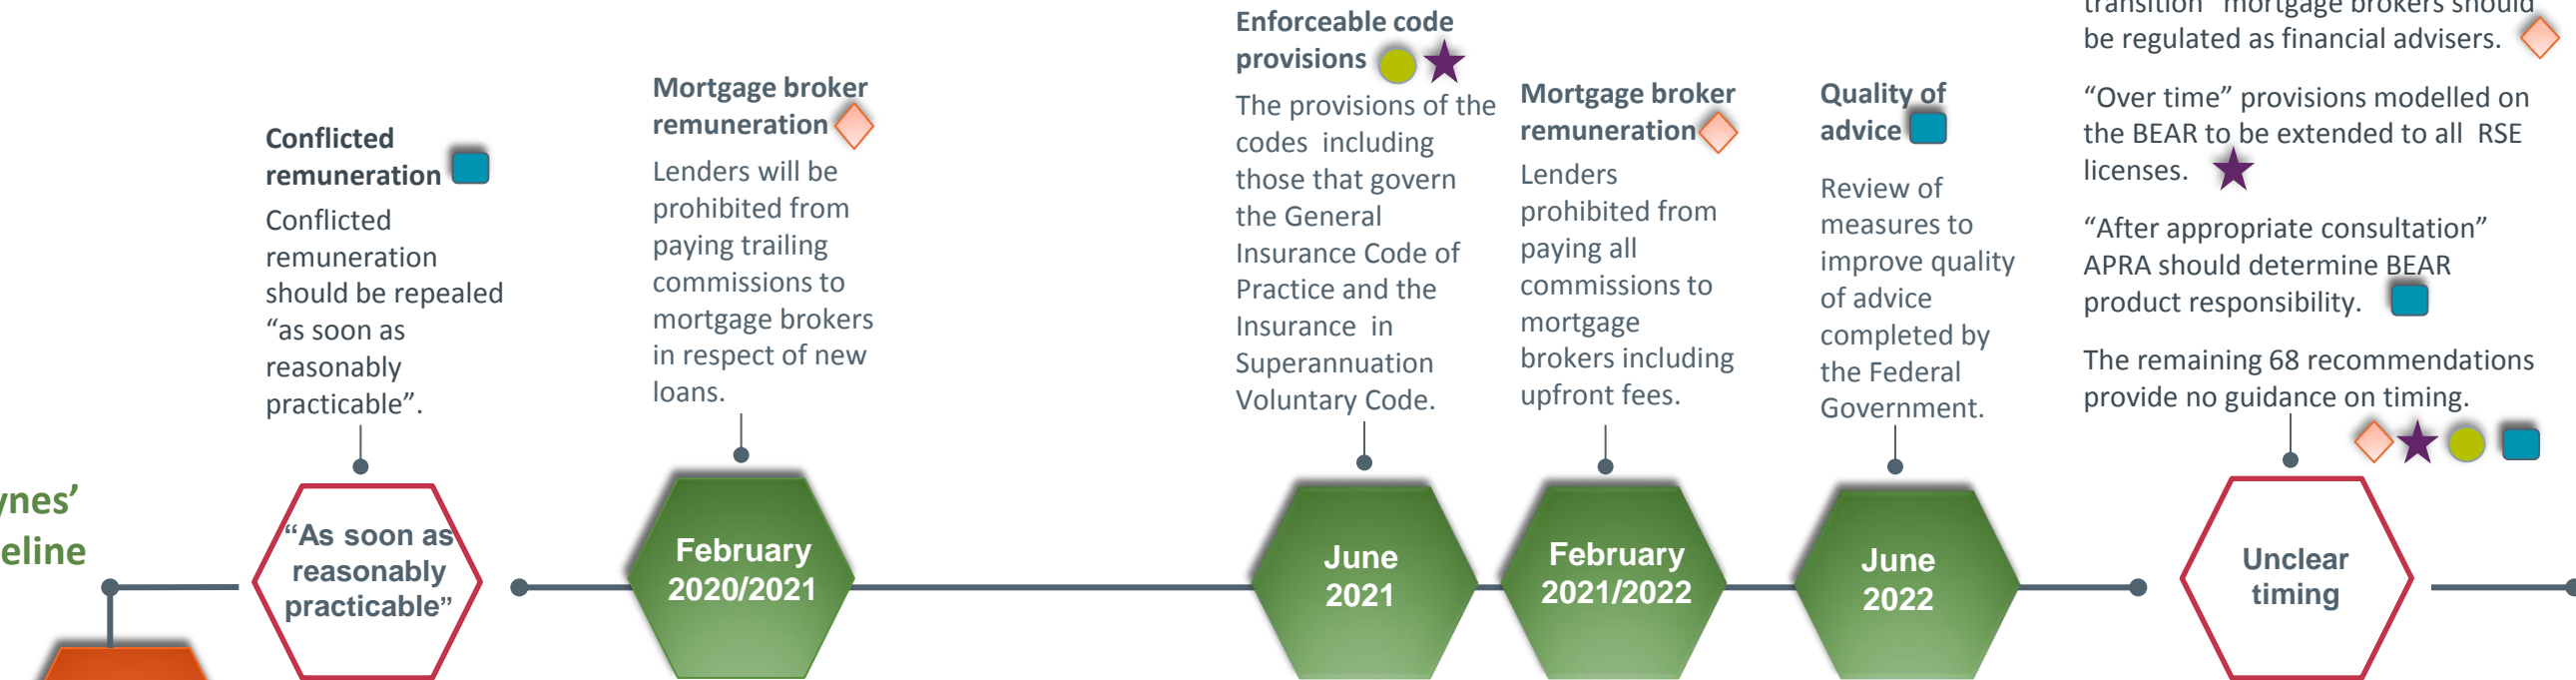 Conflicted
remuneration
Conflicted
remuneration
should be repealed
“as soon as
reasonably
practicable”.
Mortgage broker
remuneration
Lenders will be
prohibited from
paying trailing
commissions to
mortgage brokers
in respect of new
loans.
Enforceable code
provisions
The provisions of the
codes including
those that govern
the General
Insurance Code of
Practice and the
Insurance in
Superannuation
Voluntary Code.
Mortgage broker
remuneration
Lenders
prohibited from
paying all
commissions to
mortgage
brokers including
upfront fees.
Quality of
advice
Review of
measures to
improve quality
of advice
completed by
the Federal
Government.
transition” mortgage brokers should
be regulated as financial advisers.
“Over time” provisions modelled on
the BEAR to be extended to all RSE
licenses.
“After appropriate consultation”
APRA should determine BEAR
product responsibility.
The remaining 68 recommendations
provide no guidance on timing.
ynes’
eline
“As soon as
reasonably
practicable”
February
2020/2021
June
2021
February
2021/2022
June
2022
Unclear
timing